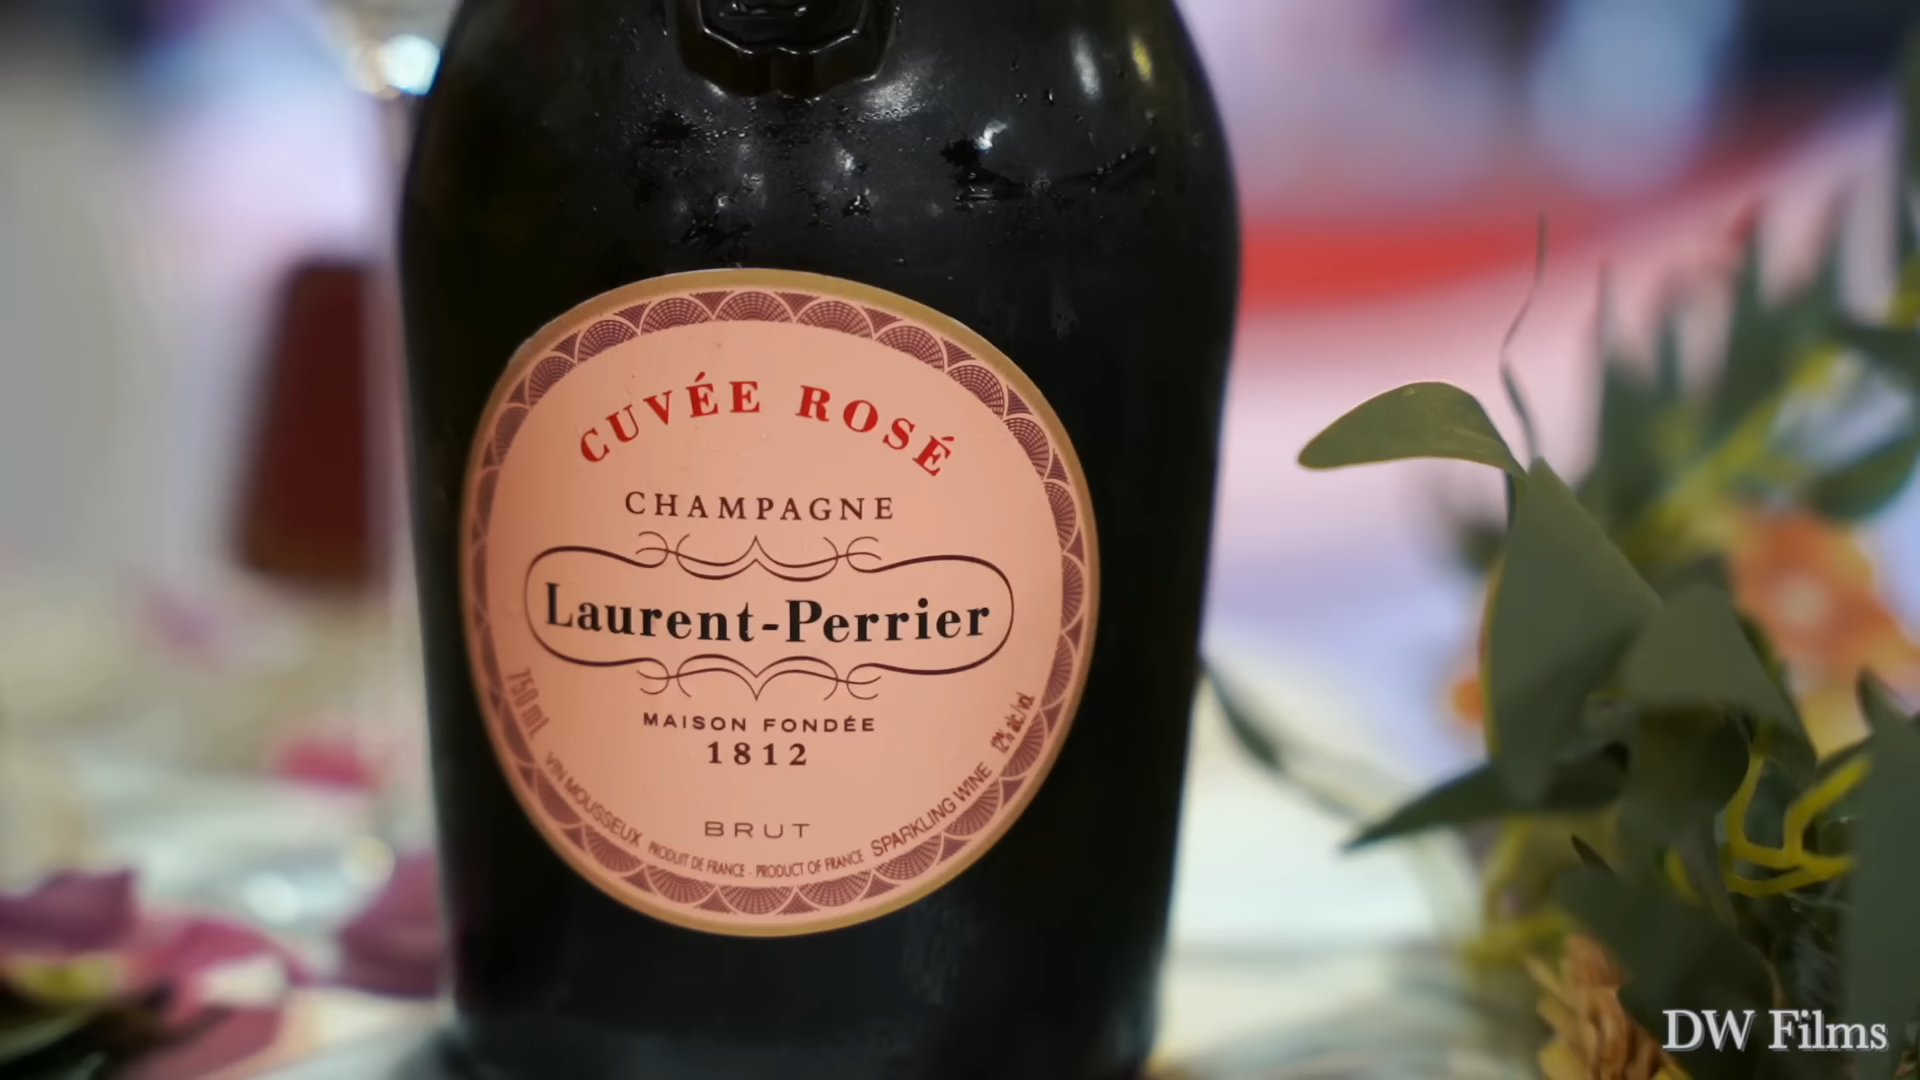 CUVÉE ROSÉ
CHAMPAGNE
Laurent-Perrier
MAISON FONDÉE
1812
BRUT
750 mL
VIN MOUSSEUX PRODUIT DE FRANCE - PRODUCT OF FRANCE SPARKLING WINE
12% alc./vol.
DW Films